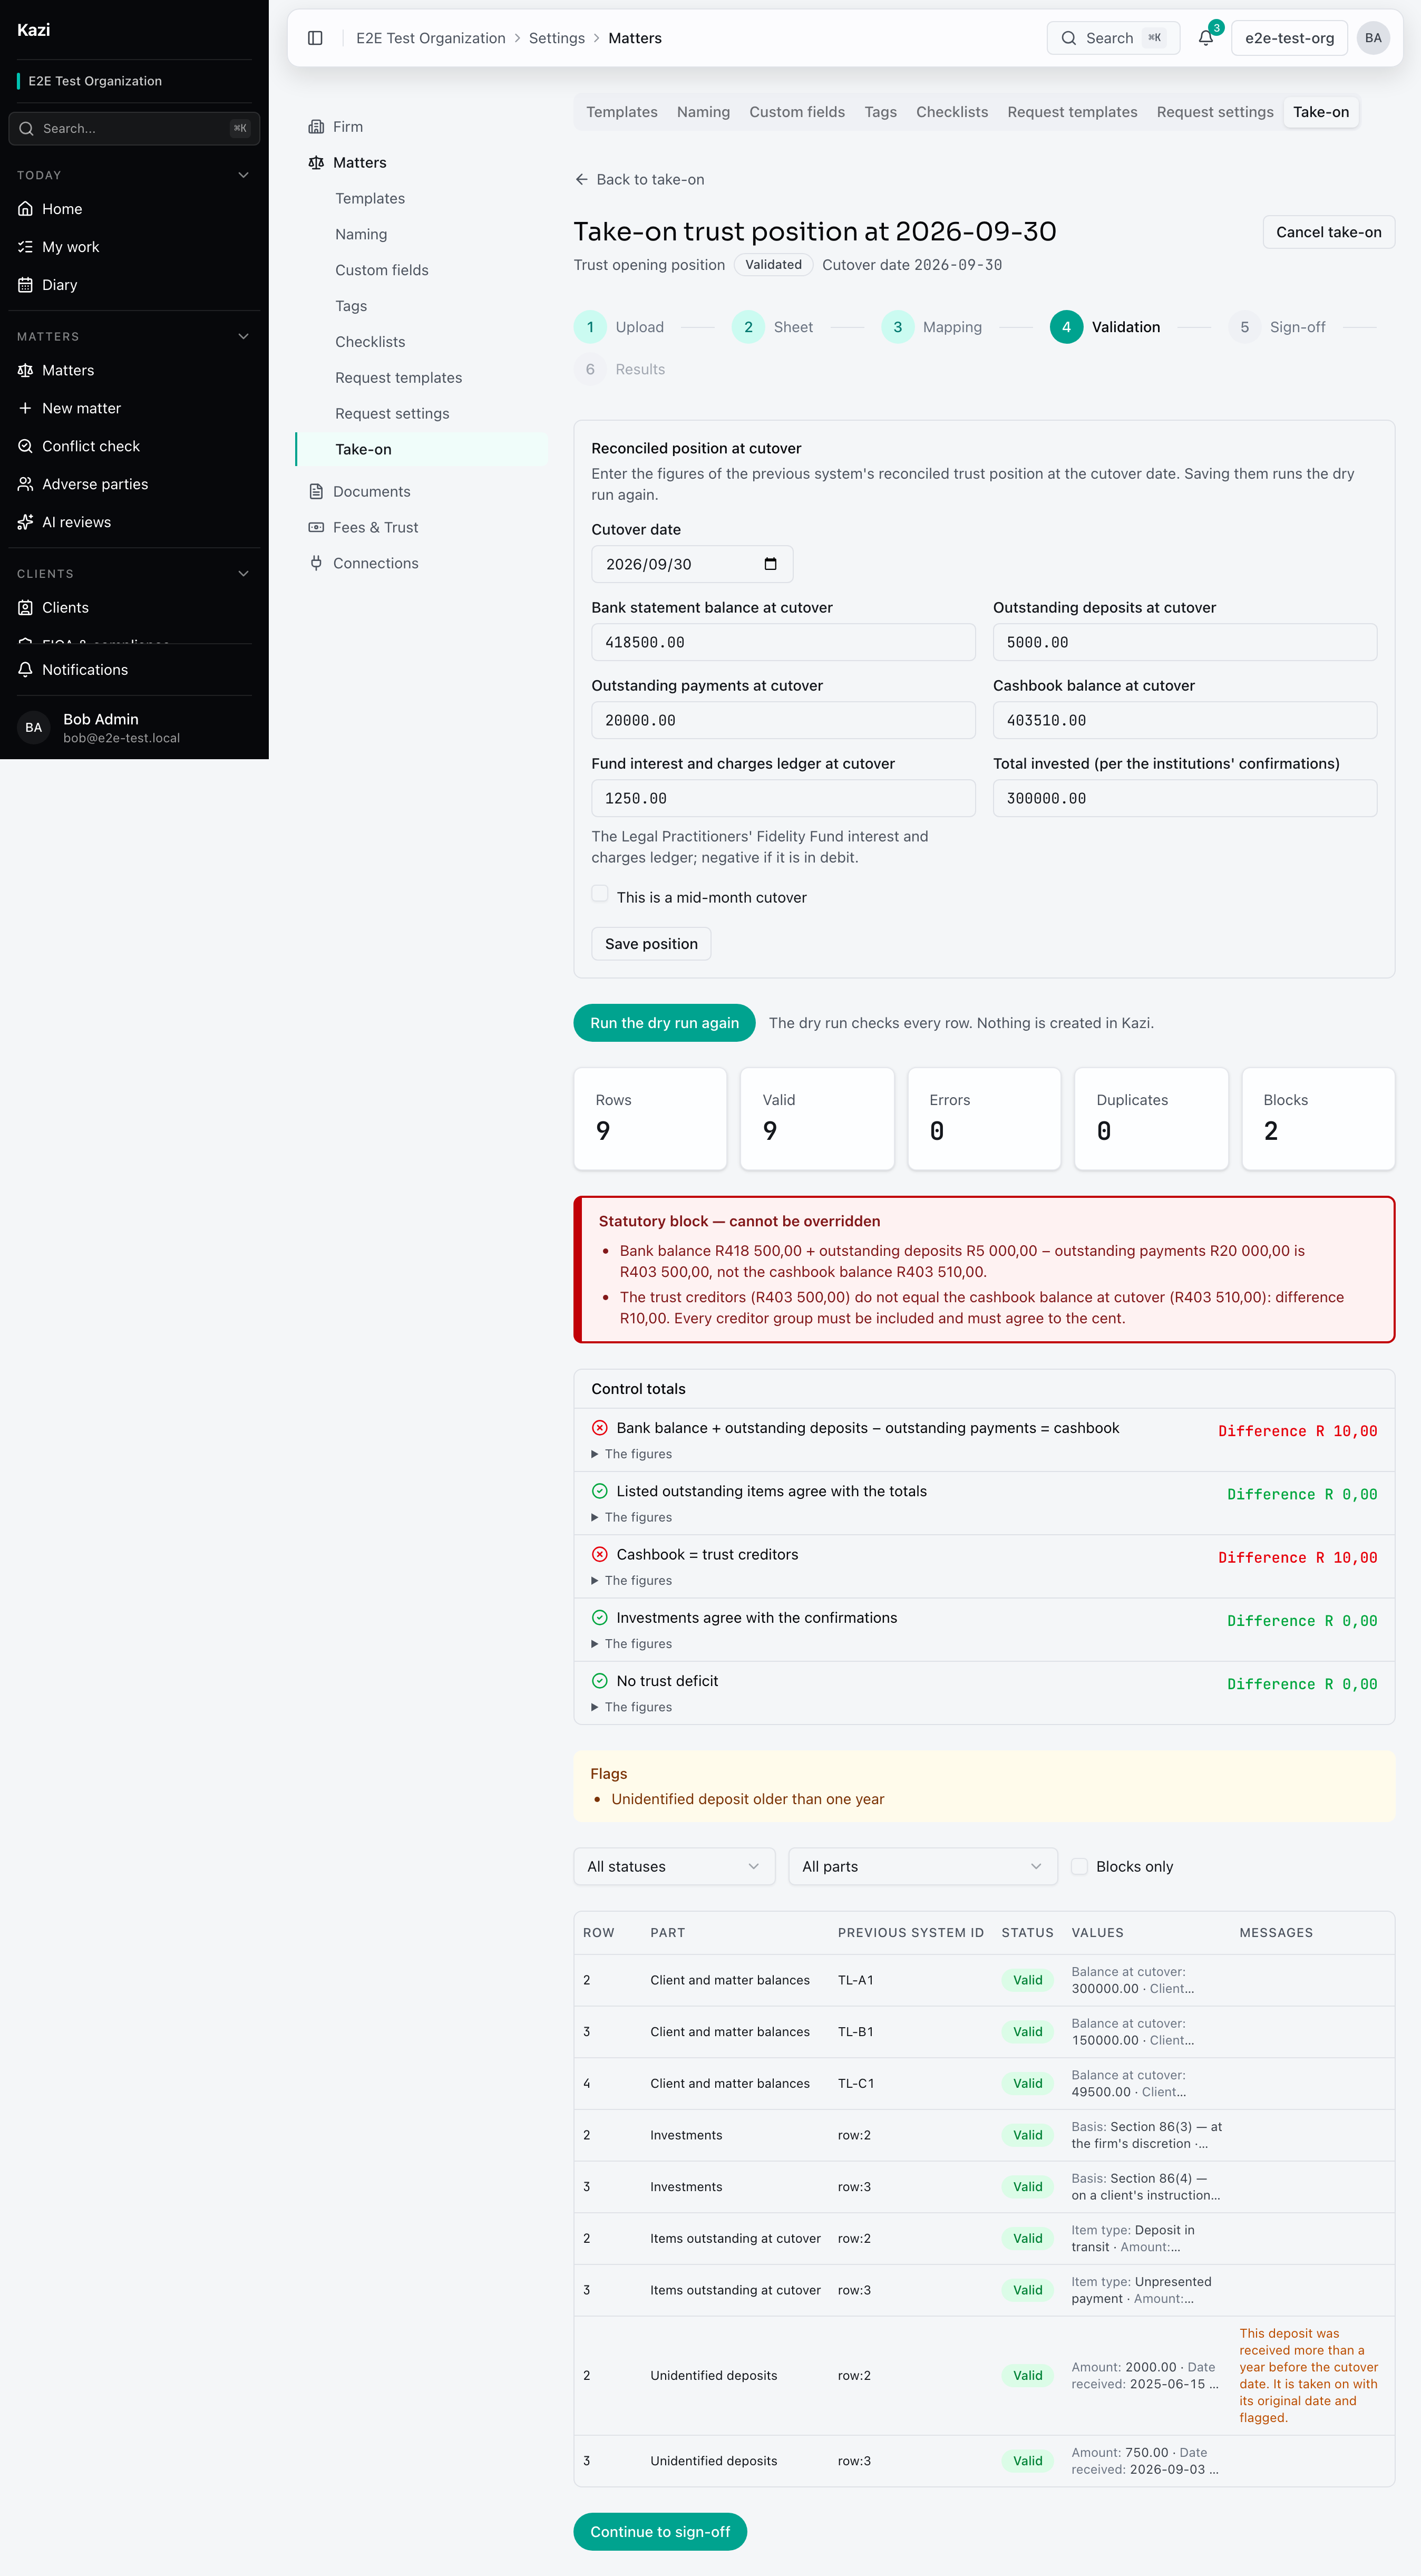 Kazi
E2E Test Organization
Search...
⌘K
TODAY
Home
My work
Diary
MATTERS
Matters
New matter
Conflict check
Adverse parties
AI reviews
CLIENTS
Clients
Notifications
BA
Bob Admin
bob@e2e-test.local
E2E Test Organization > Settings > Matters
Search ⌘K
3
e2e-test-org
BA
Firm
Matters
Templates
Naming
Custom fields
Tags
Checklists
Request templates
Request settings
Take-on
Documents
Fees & Trust
Connections
Templates Naming Custom fields Tags Checklists Request templates Request settings Take-on
Back to take-on
Take-on trust position at 2026-09-30
Cancel take-on
Trust opening position Validated Cutover date 2026-09-30
1 Upload 2 Sheet 3 Mapping 4 Validation 5 Sign-off
6 Results
Reconciled position at cutover
Enter the figures of the previous system's reconciled trust position at the cutover date. Saving them runs the dry
run again.
Cutover date
2026/09/30
Bank statement balance at cutover Outstanding deposits at cutover
418500.00 5000.00
Outstanding payments at cutover Cashbook balance at cutover
20000.00 403510.00
Fund interest and charges ledger at cutover Total invested (per the institutions' confirmations)
1250.00 300000.00
The Legal Practitioners' Fidelity Fund interest and
charges ledger; negative if it is in debit.
This is a mid-month cutover
Save position
Run the dry run again The dry run checks every row. Nothing is created in Kazi.
Rows Valid Errors Duplicates Blocks
9 9 0 0 2
Statutory block — cannot be overridden
• Bank balance R418 500,00 + outstanding deposits R5 000,00 − outstanding payments R20 000,00 is
R403 500,00, not the cashbook balance R403 510,00.
• The trust creditors (R403 500,00) do not equal the cashbook balance at cutover (R403 510,00): difference
R10,00. Every creditor group must be included and must agree to the cent.
Control totals
Bank balance + outstanding deposits − outstanding payments = cashbook Difference R 10,00
The figures
Listed outstanding items agree with the totals Difference R 0,00
The figures
Cashbook = trust creditors Difference R 10,00
The figures
Investments agree with the confirmations Difference R 0,00
The figures
No trust deficit Difference R 0,00
The figures
Flags
• Unidentified deposit older than one year
All statuses All parts Blocks only
ROW PART PREVIOUS SYSTEM ID STATUS VALUES MESSAGES
2 Client and matter balances TL-A1 Valid Balance at cutover:
300000.00 · Client...
3 Client and matter balances TL-B1 Valid Balance at cutover:
150000.00 · Client...
4 Client and matter balances TL-C1 Valid Balance at cutover:
49500.00 · Client...
2 Investments row:2 Valid Basis: Section 86(3) — at
the firm's discretion ·...
3 Investments row:3 Valid Basis: Section 86(4) —
on a client's instruction...
2 Items outstanding at cutover row:2 Valid Item type: Deposit in
transit · Amount:...
3 Items outstanding at cutover row:3 Valid Item type: Unpresented
payment · Amount:...
2 Unidentified deposits row:2 Valid Amount: 2000.00 · Date
received: 2025-06-15 ...
This deposit was
received more than a
year before the cutover
date. It is taken on with
its original date and
flagged.
3 Unidentified deposits row:3 Valid Amount: 750.00 · Date
received: 2026-09-03 ...
Continue to sign-off